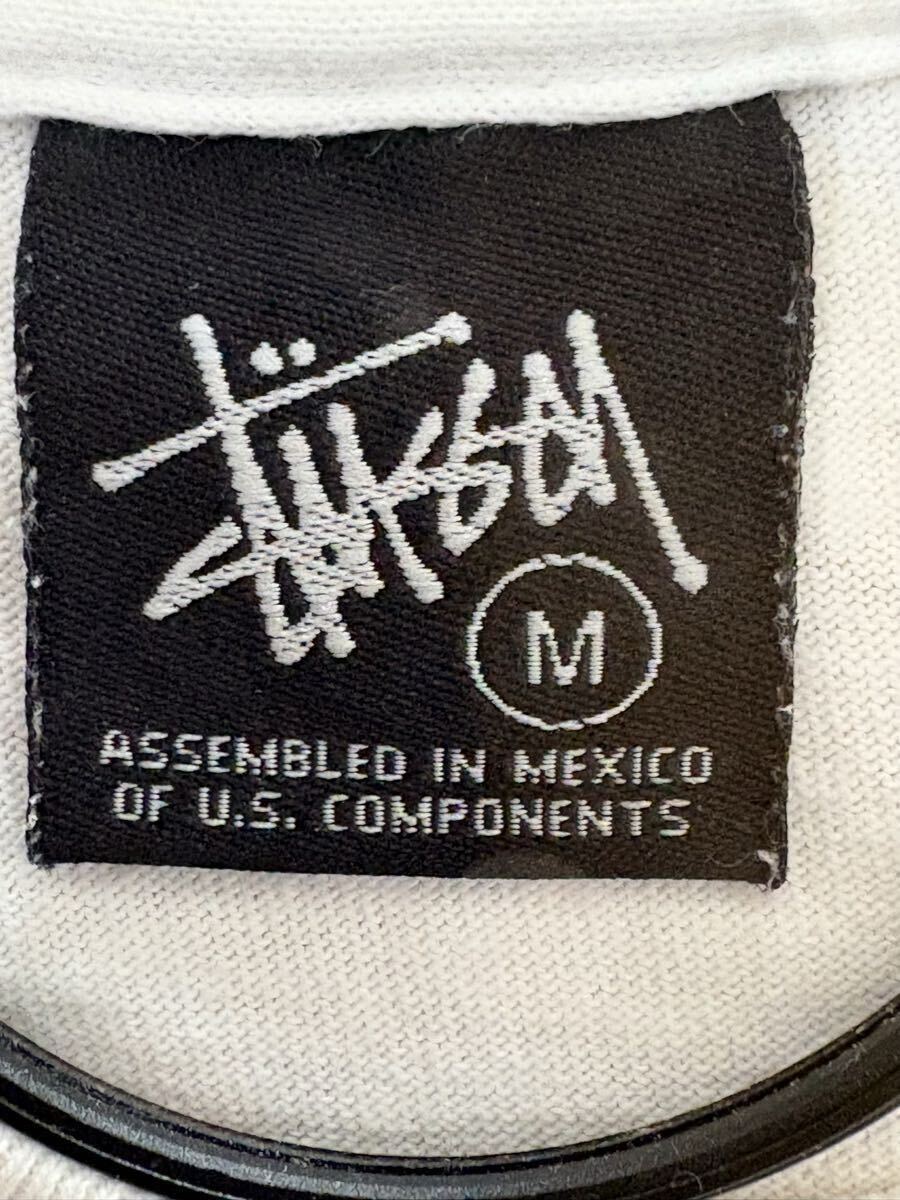 Stüssy
M
ASSEMBLED IN MEXICO
OF U.S. COMPONENTS